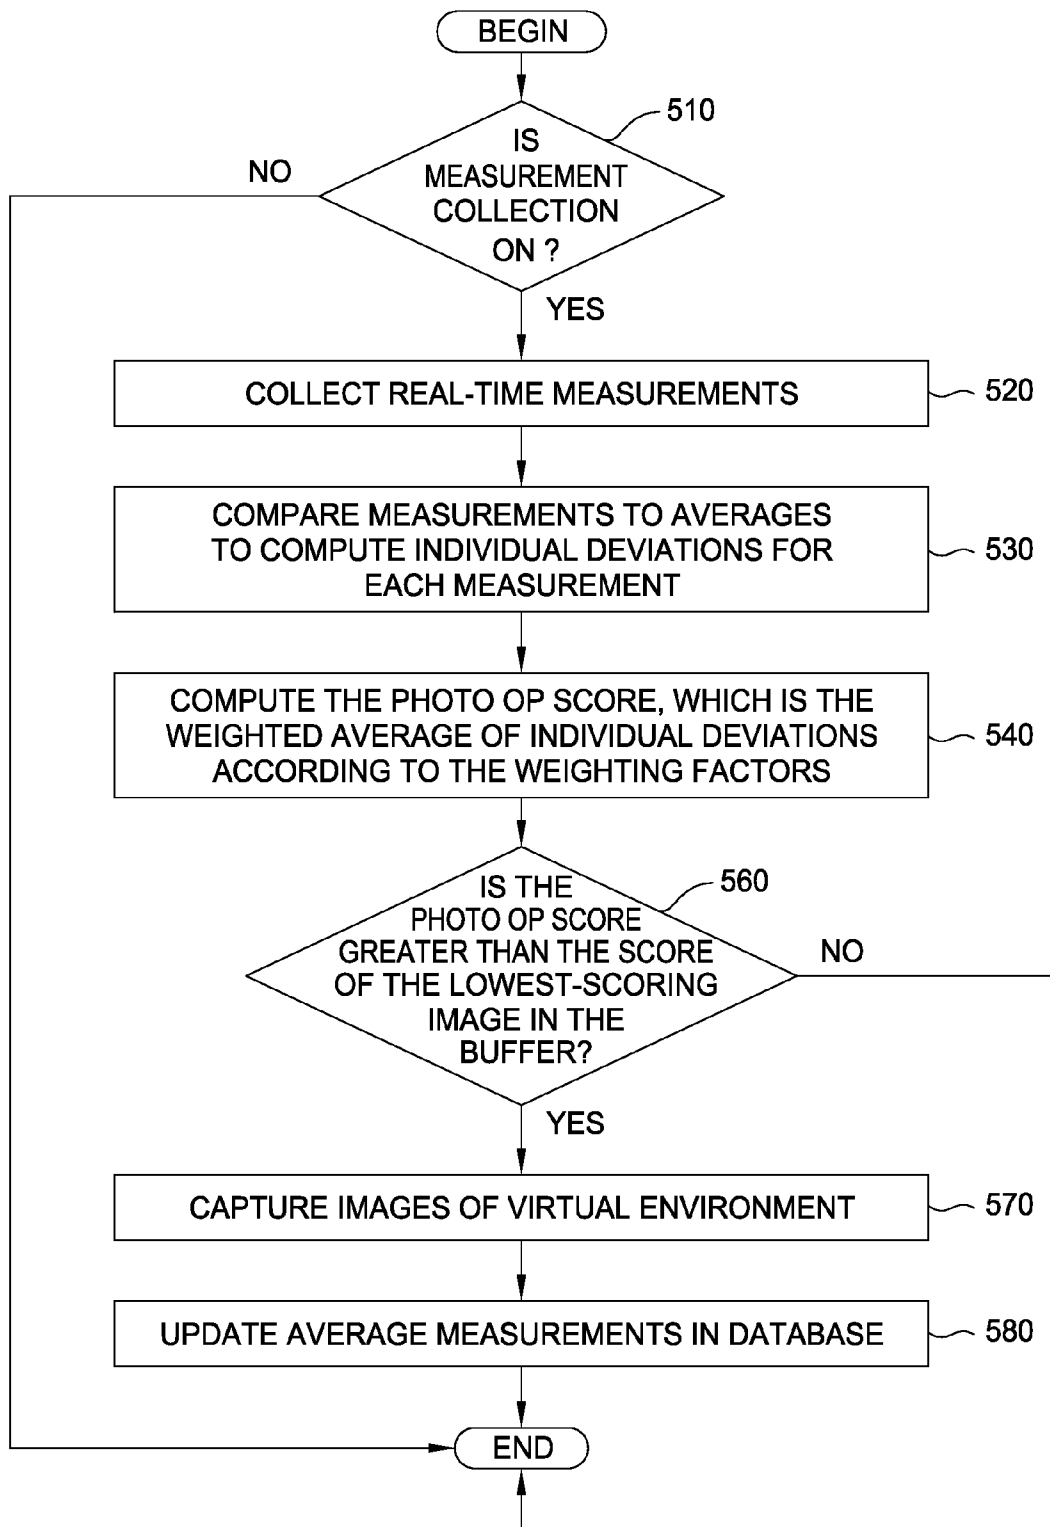 BEGIN
510
IS
MEASUREMENT
COLLECTION
ON ?
NO
YES
COLLECT REAL-TIME MEASUREMENTS
520
COMPARE MEASUREMENTS TO AVERAGES
TO COMPUTE INDIVIDUAL DEVIATIONS FOR
EACH MEASUREMENT
530
COMPUTE THE PHOTO OP SCORE, WHICH IS THE
WEIGHTED AVERAGE OF INDIVIDUAL DEVIATIONS
ACCORDING TO THE WEIGHTING FACTORS
540
560
IS THE
PHOTO OP SCORE
GREATER THAN THE SCORE
OF THE LOWEST-SCORING
IMAGE IN THE
BUFFER?
NO
YES
CAPTURE IMAGES OF VIRTUAL ENVIRONMENT
570
UPDATE AVERAGE MEASUREMENTS IN DATABASE
580
END